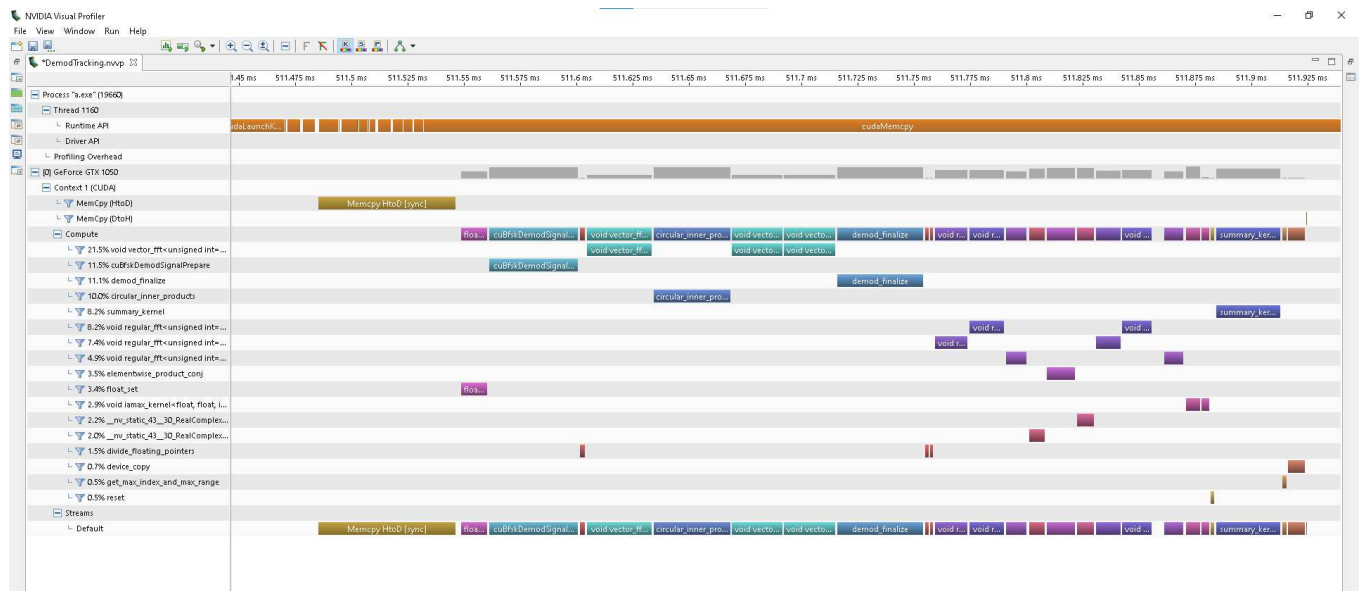 NVIDIA Visual Profiler
File View Window Run Help
*DemodTracking.nvvp
1.45 ms 511.475 ms 511.5 ms 511.525 ms 511.55 ms 511.575 ms 511.6 ms 511.625 ms 511.65 ms 511.675 ms 511.7 ms 511.725 ms 511.75 ms 511.775 ms 511.8 ms 511.825 ms 511.85 ms 511.875 ms 511.9 ms 511.925 ms
Process "a.exe" (19660)
Thread 1160
Runtime API udaLaunchK... cudaMemcpy
Driver API
Profiling Overhead
[0] GeForce GTX 1050
Context 1 (CUDA)
MemCpy (HtoD) Memcpy HtoD [sync]
MemCpy (DtoH)
Compute floa... cuBfskDemodSignal... void vector_ff... circular_inner_pro... void vecto... void vecto... demod_finalize void r... void r... void ... summary_ker...
21.5% void vector_fft<unsigned int=... void vector_ff... void vecto... void vecto...
11.5% cuBfskDemodSignalPrepare cuBfskDemodSignal...
11.1% demod_finalize demod_finalize
10.0% circular_inner_products circular_inner_pro...
8.2% summary_kernel summary_ker...
8.2% void regular_fft<unsigned int=... void r... void ...
7.4% void regular_fft<unsigned int=... void r...
4.9% void regular_fft<unsigned int=...
3.5% elementwise_product_conj
3.4% float_set floa...
2.9% void iamax_kernel<float, float, i...
2.2% __nv_static_43__30_RealComplex...
2.0% __nv_static_43__30_RealComplex...
1.5% divide_floating_pointers
0.7% device_copy
0.5% get_max_index_and_max_range
0.5% reset
Streams
Default Memcpy HtoD [sync] floa... cuBfskDemodSignal... void vector_ff... circular_inner_pro... void vecto... void vecto... demod_finalize void r... void r... void ... summary_ker...